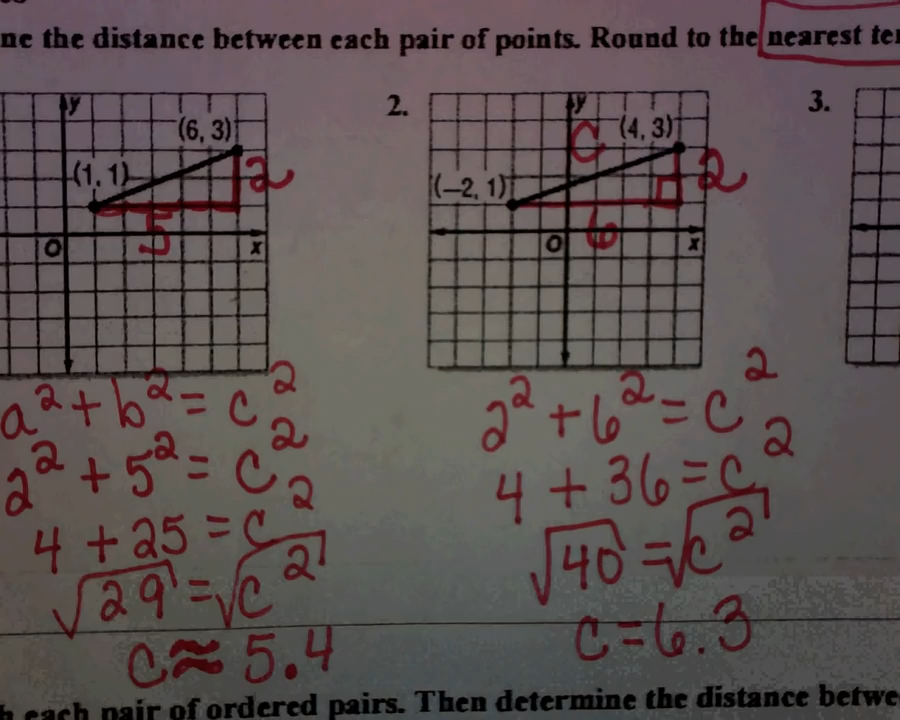 ne the distance between each pair of points. Round to the nearest te
2.
3.
y
(6, 3)
(1, 1)
2
5
O
x
y
C
(4, 3)
(−2, 1)
2
6
O
x
a² + b² = c²
2² + 5² = c²
4 + 25 = c²
√29 = √c²
c ≈ 5.4
2² + 6² = c²
4 + 36 = c²
√40 = √c²
c = 6.3
h each pair of ordered pairs. Then determine the distance betwe